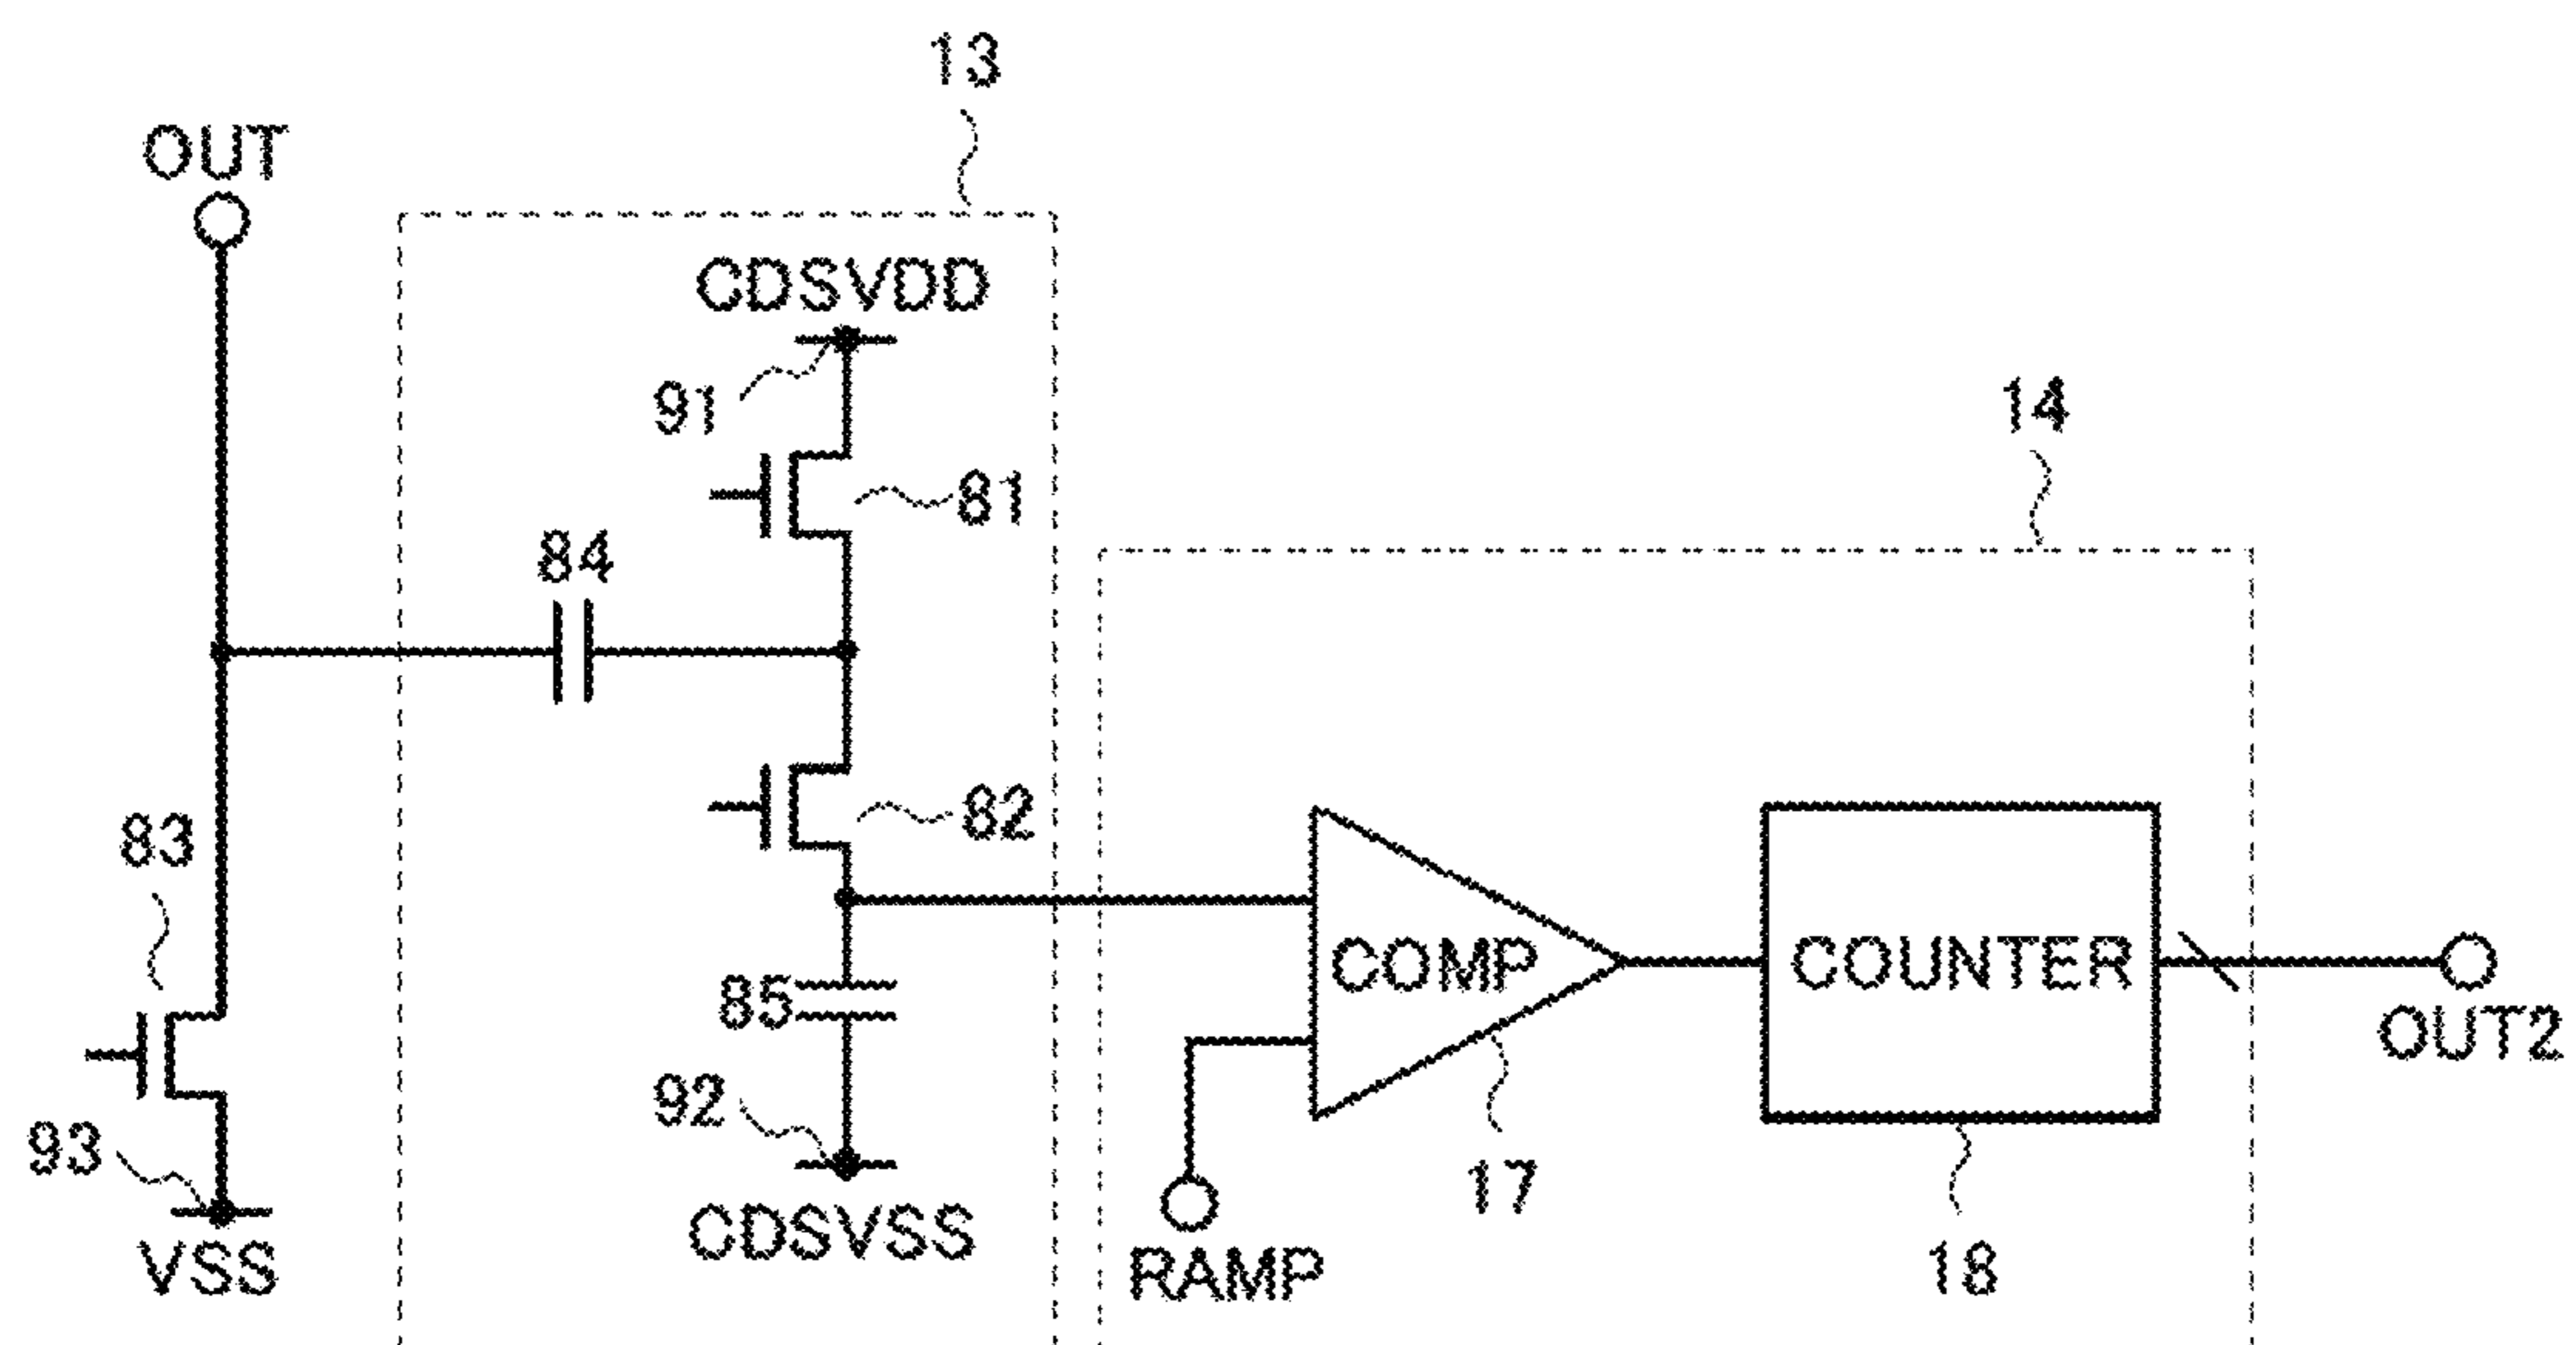 13
OUT
CDSVDD
91
14
81
84
82
83
COMP
COUNTER
85
OUT2
92
93
17
CDSVSS
VSS
RAMP
18